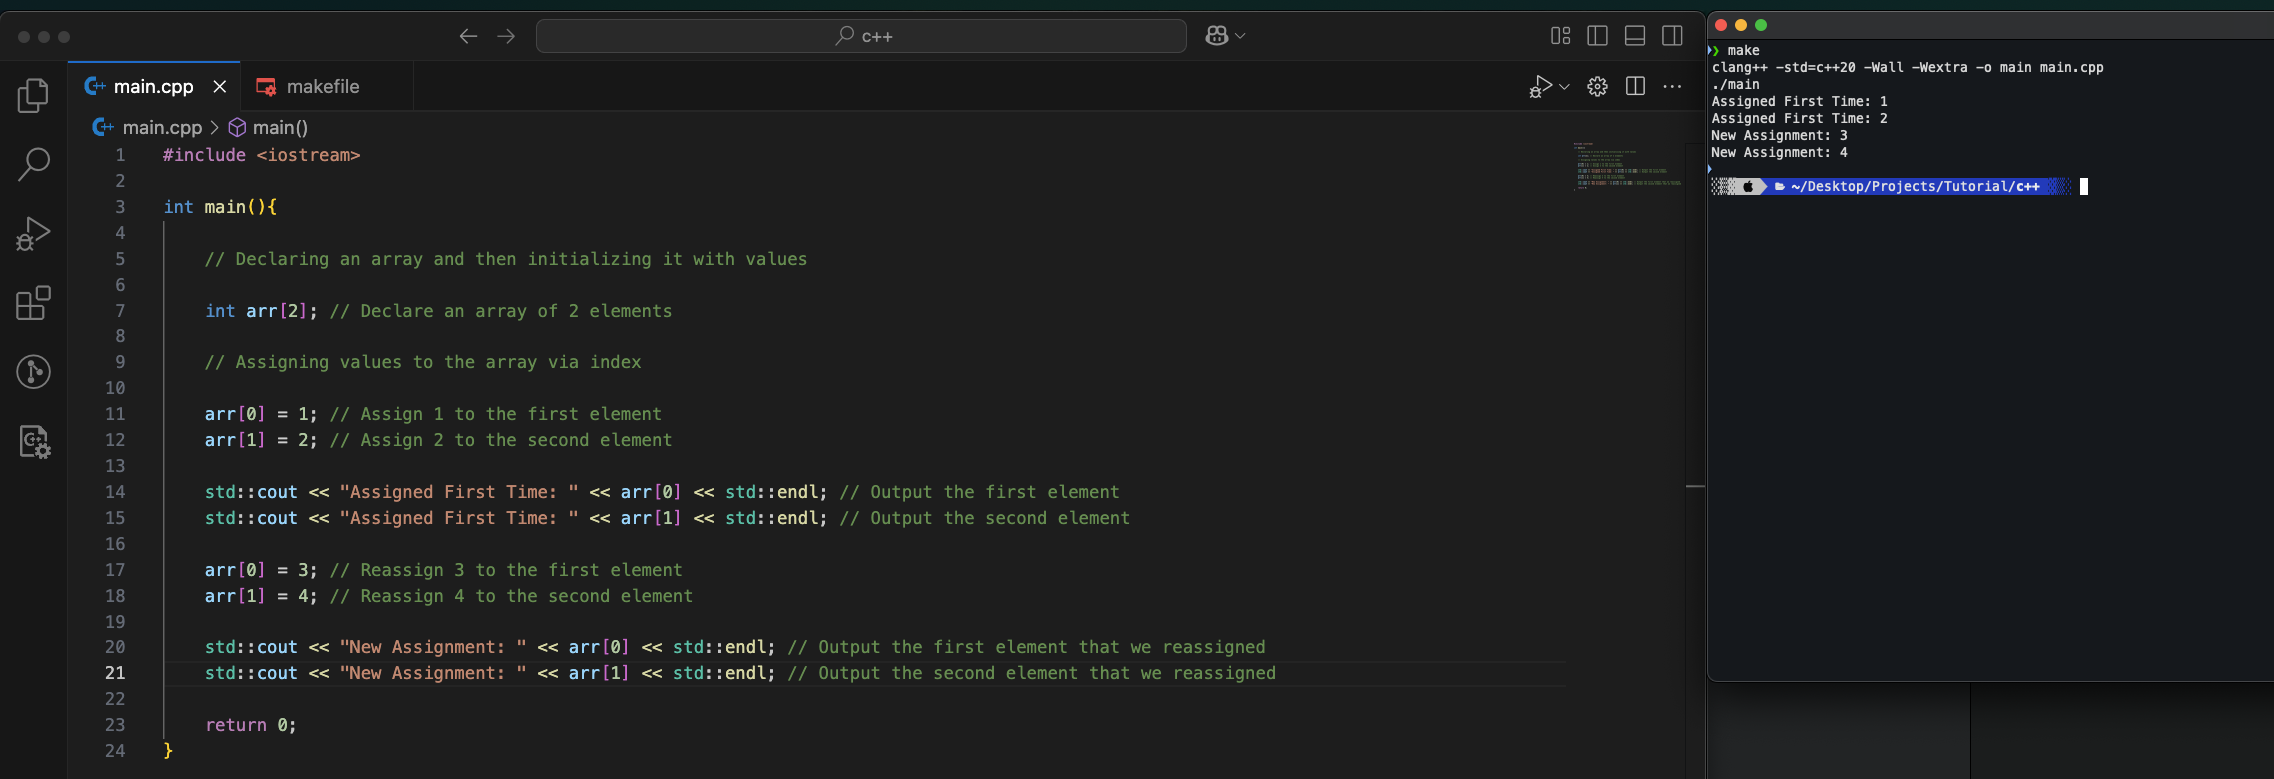 c++
main.cpp
makefile
main.cpp > main()
1 #include <iostream>
2
3 int main(){
4
5 // Declaring an array and then initializing it with values
6
7 int arr[2]; // Declare an array of 2 elements
8
9 // Assigning values to the array via index
10
11 arr[0] = 1; // Assign 1 to the first element
12 arr[1] = 2; // Assign 2 to the second element
13
14 std::cout << "Assigned First Time: " << arr[0] << std::endl; // Output the first element
15 std::cout << "Assigned First Time: " << arr[1] << std::endl; // Output the second element
16
17 arr[0] = 3; // Reassign 3 to the first element
18 arr[1] = 4; // Reassign 4 to the second element
19
20 std::cout << "New Assignment: " << arr[0] << std::endl; // Output the first element that we reassigned
21 std::cout << "New Assignment: " << arr[1] << std::endl; // Output the second element that we reassigned
22
23 return 0;
24 }
❯ make
clang++ -std=c++20 -Wall -Wextra -o main main.cpp
./main
Assigned First Time: 1
Assigned First Time: 2
New Assignment: 3
New Assignment: 4
~/Desktop/Projects/Tutorial/c++